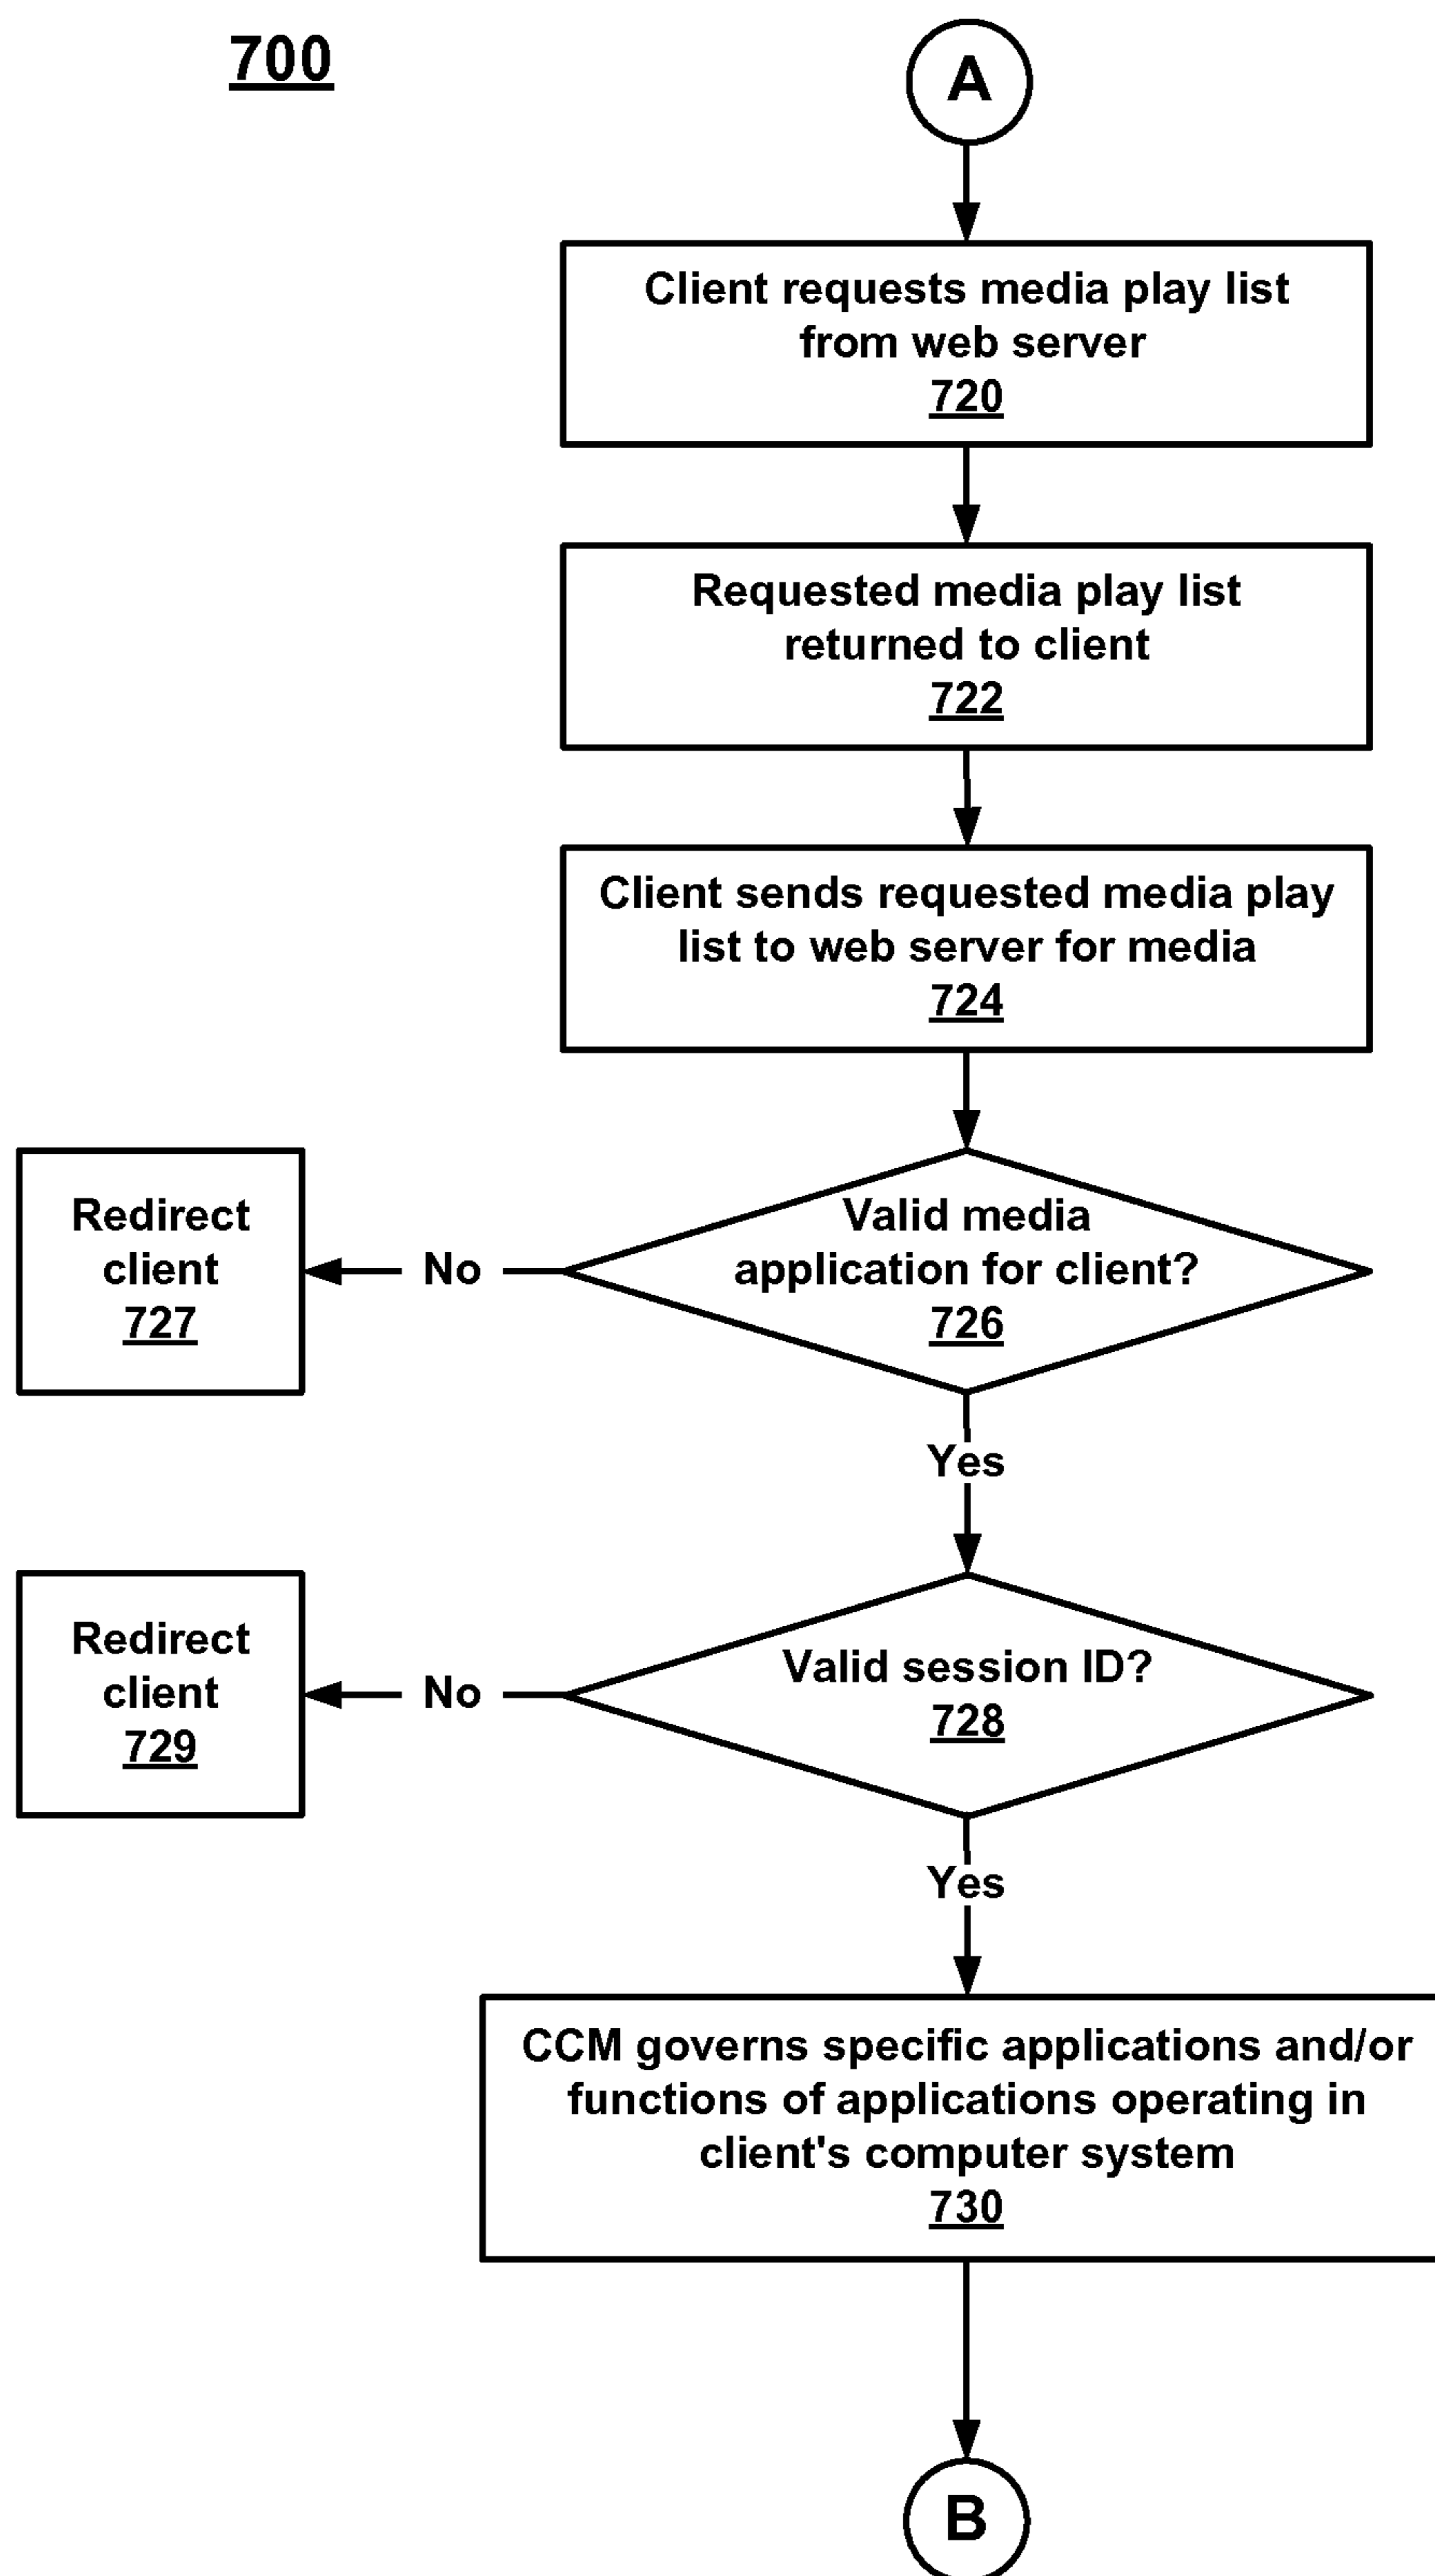 700
A
Client requests media play list
from web server
720
Requested media play list
returned to client
722
Client sends requested media play
list to web server for media
724
Valid media
application for client?
726
No
Redirect
client
727
Yes
Valid session ID?
728
No
Redirect
client
729
Yes
CCM governs specific applications and/or
functions of applications operating in
client's computer system
730
B